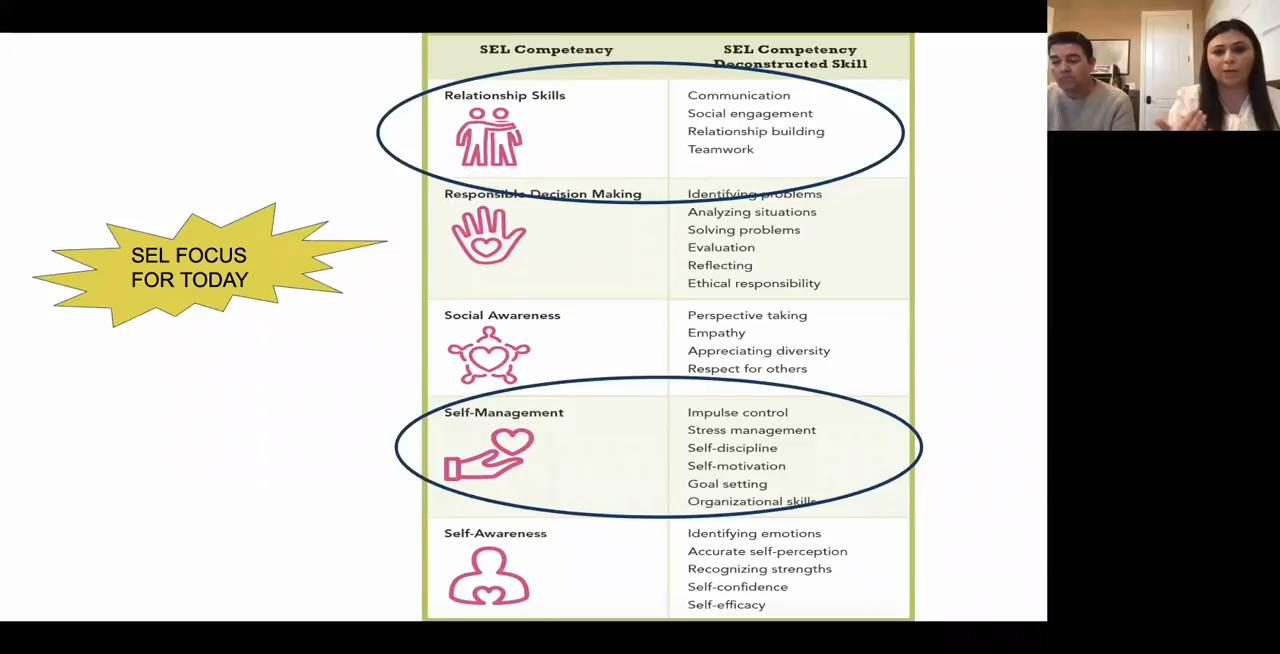 SEL FOCUS
FOR TODAY
SEL Competency
SEL Competency
Deconstructed Skill
Relationship Skills
Communication
Social engagement
Relationship building
Teamwork
Responsible Decision Making
Identifying problems
Analyzing situations
Solving problems
Evaluation
Reflecting
Ethical responsibility
Social Awareness
Perspective taking
Empathy
Appreciating diversity
Respect for others
Self-Management
Impulse control
Stress management
Self-discipline
Self-motivation
Goal setting
Organizational skills
Self-Awareness
Identifying emotions
Accurate self-perception
Recognizing strengths
Self-confidence
Self-efficacy